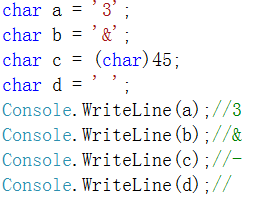 char a = '3';
char b = '&';
char c = (char)45;
char d = ' ';
Console.WriteLine(a);//3
Console.WriteLine(b);//&
Console.WriteLine(c);//-
Console.WriteLine(d);//